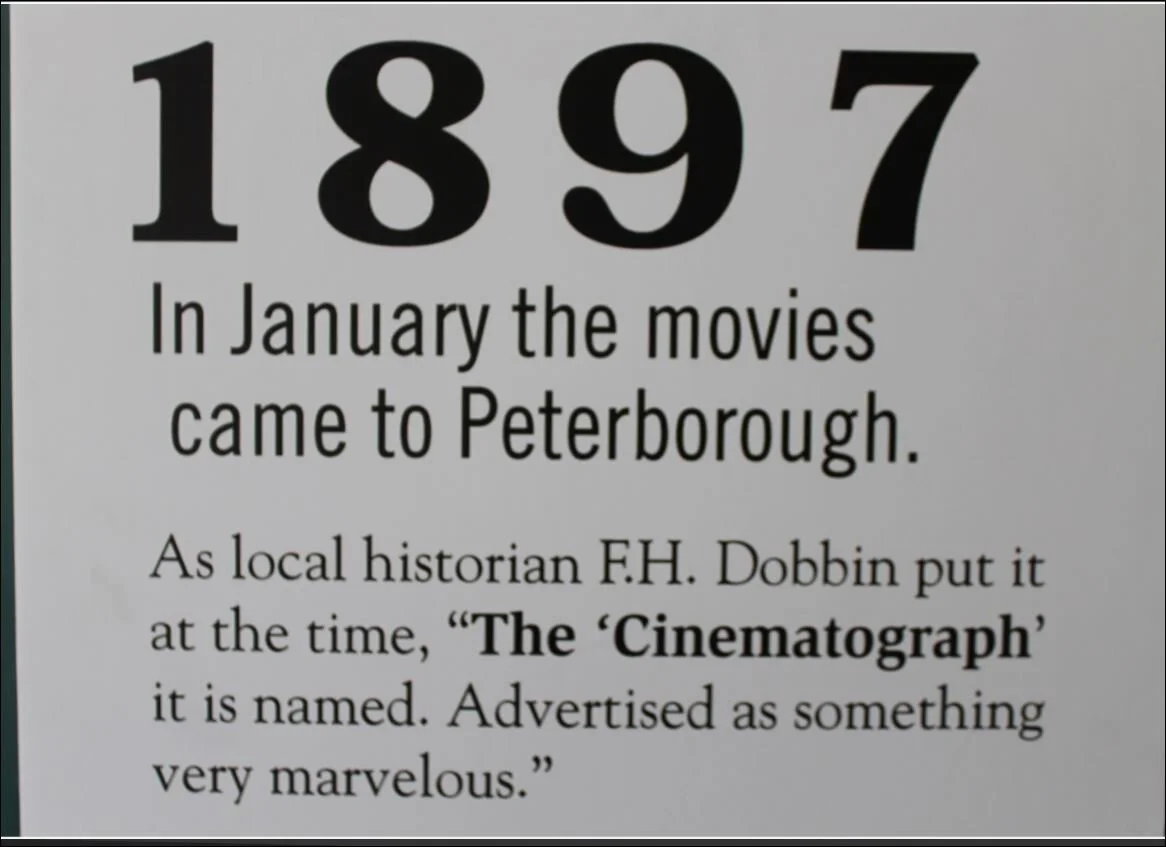 1897
In January the movies
came to Peterborough.
As local historian F.H. Dobbin put it
at the time, “The ‘Cinematograph’
it is named. Advertised as something
very marvelous.”